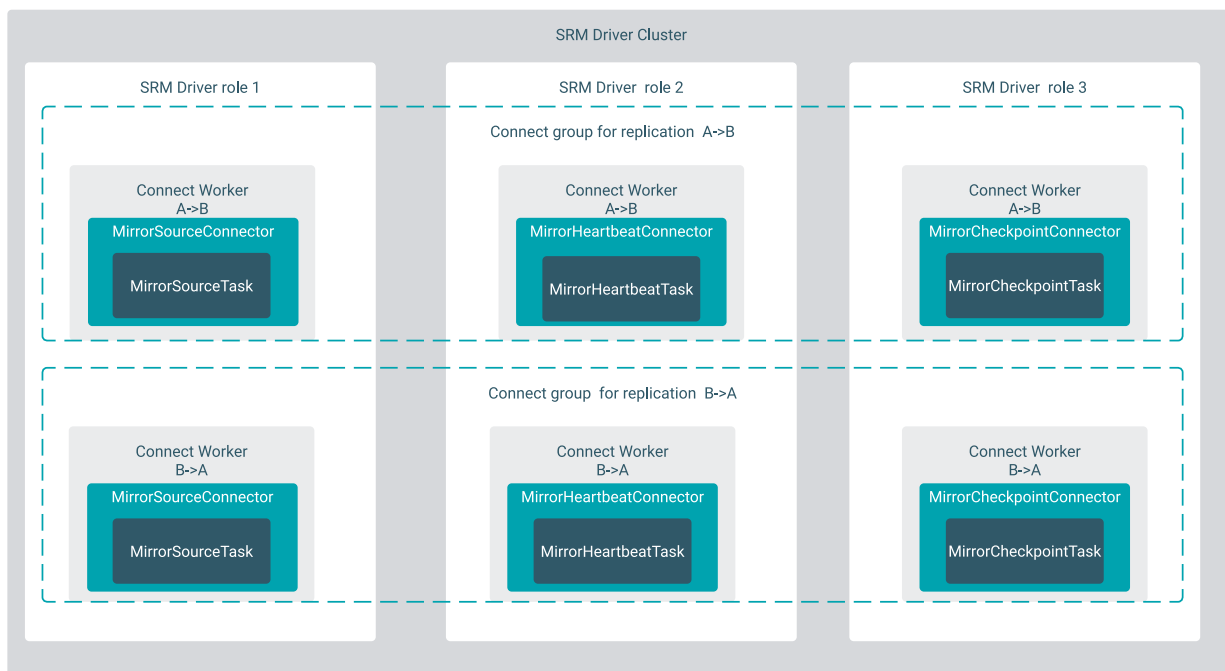 SRM Driver Cluster
SRM Driver role 1
SRM Driver role 2
SRM Driver role 3
Connect group for replication A->B
Connect Worker
A->B
MirrorSourceConnector
MirrorSourceTask
Connect Worker
A->B
MirrorHeartbeatConnector
MirrorHeartbeatTask
Connect Worker
A->B
MirrorCheckpointConnector
MirrorCheckpointTask
Connect group for replication B->A
Connect Worker
B->A
MirrorSourceConnector
MirrorSourceTask
Connect Worker
B->A
MirrorHeartbeatConnector
MirrorHeartbeatTask
Connect Worker
B->A
MirrorCheckpointConnector
MirrorCheckpointTask